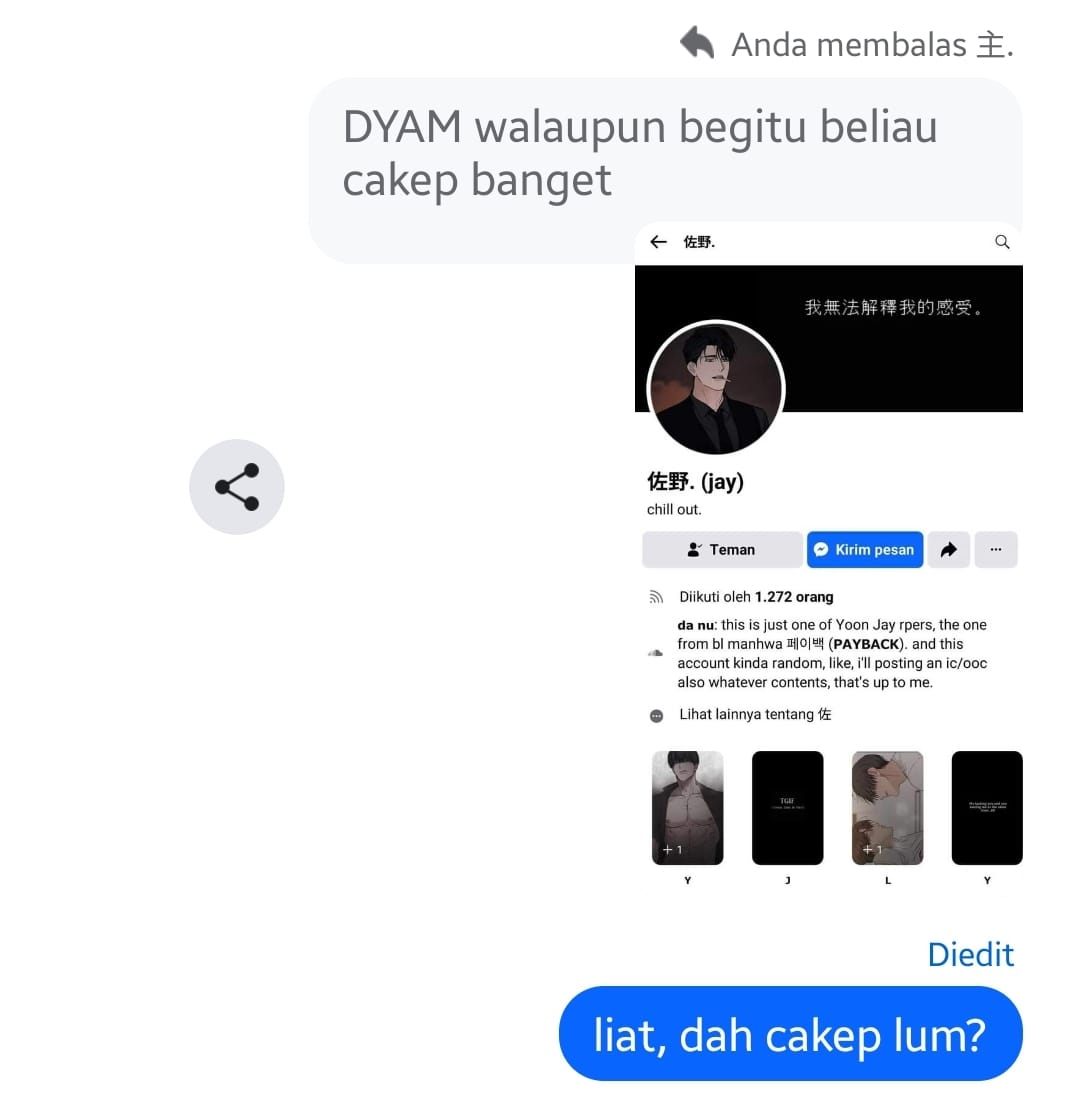 Anda membalas 主.
DYAM walaupun begitu beliau
cakep banget
佐野.
我無法解釋我的感受。
佐野. (jay)
chill out.
Teman
Kirim pesan
Diikuti oleh 1.272 orang
da nu: this is just one of Yoon Jay rpers, the one
from bl manhwa 페이백 (PAYBACK). and this
account kinda random, like, i'll posting an ic/ooc
also whatever contents, that's up to me.
Lihat lainnya tentang 佐
TGIF
+ 1
+ 1
Y
J
L
Y
Diedit
liat, dah cakep lum?